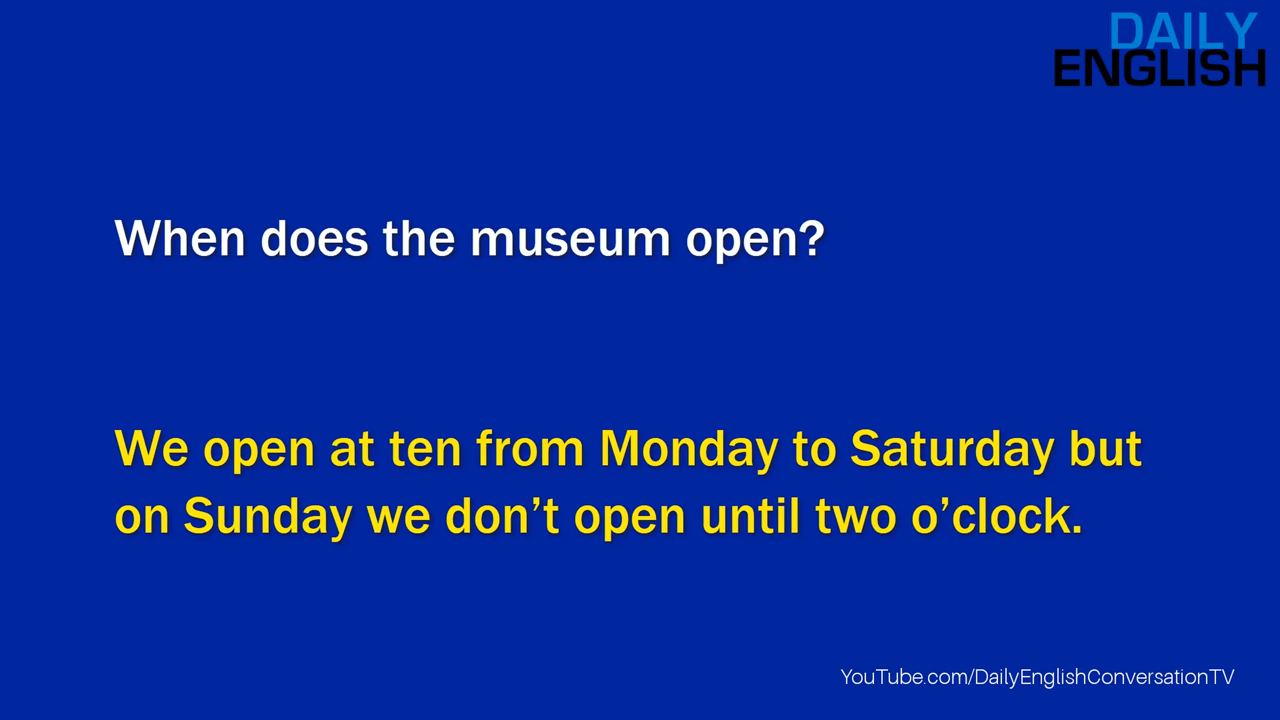 DAILY
ENGLISH
When does the museum open?
We open at ten from Monday to Saturday but
on Sunday we don’t open until two o’clock.
YouTube.com/DailyEnglishConversationTV